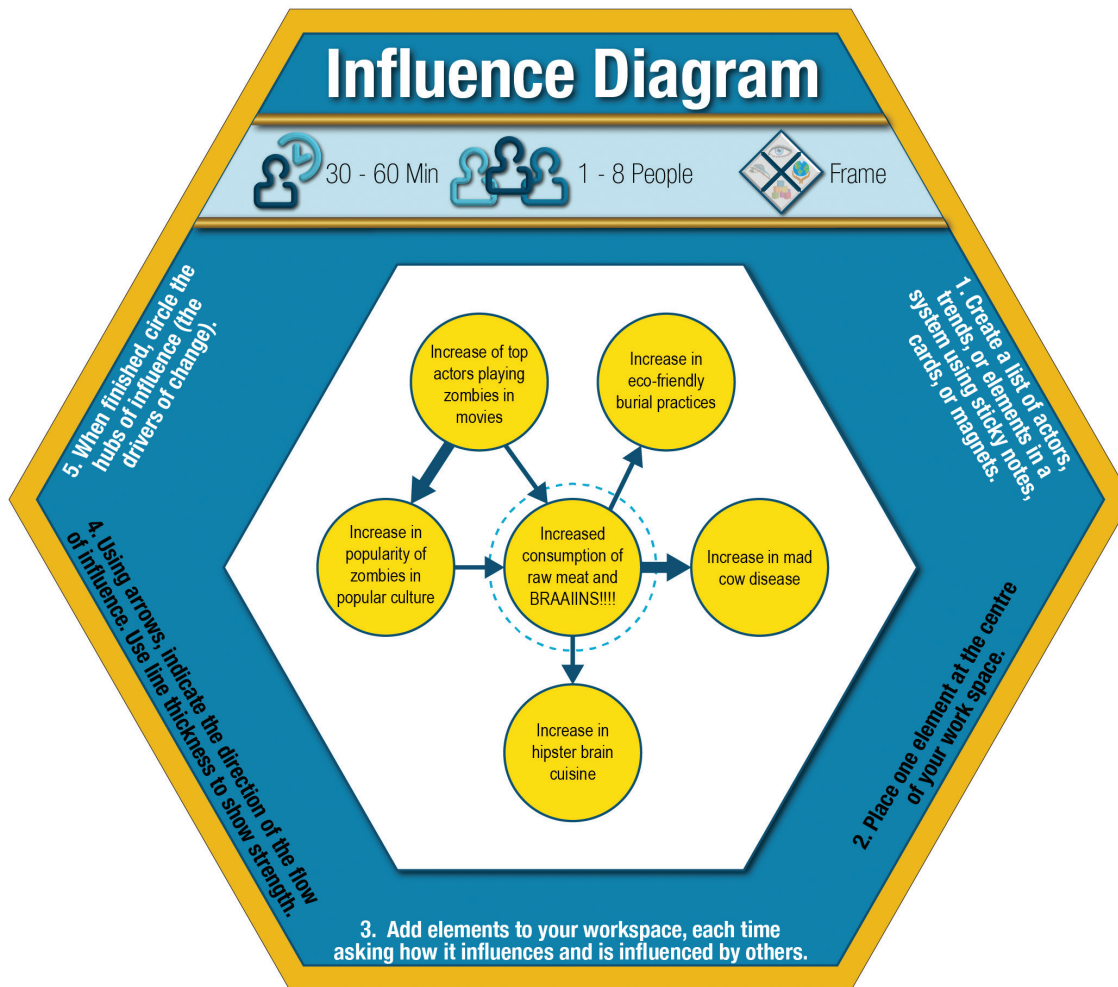 Influence Diagram
30 - 60 Min
1 - 8 People
Frame
1. Create a list of actors,
trends, or elements in a
system using sticky notes,
cards, or magnets.
2. Place one element at the centre
of your work space.
3. Add elements to your workspace, each time
asking how it influences and is influenced by others.
4. Using arrows, indicate the direction of the flow
of influence. Use line thickness to show strength.
5. When finished, circle the
hubs of influence (the
drivers of change).
Increase of top
actors playing
zombies in
movies
Increase in
eco-friendly
burial practices
Increase in
popularity of
zombies in
popular culture
Increased
consumption of
raw meat and
BRAAIINS!!!!
Increase in mad
cow disease
Increase in
hipster brain
cuisine